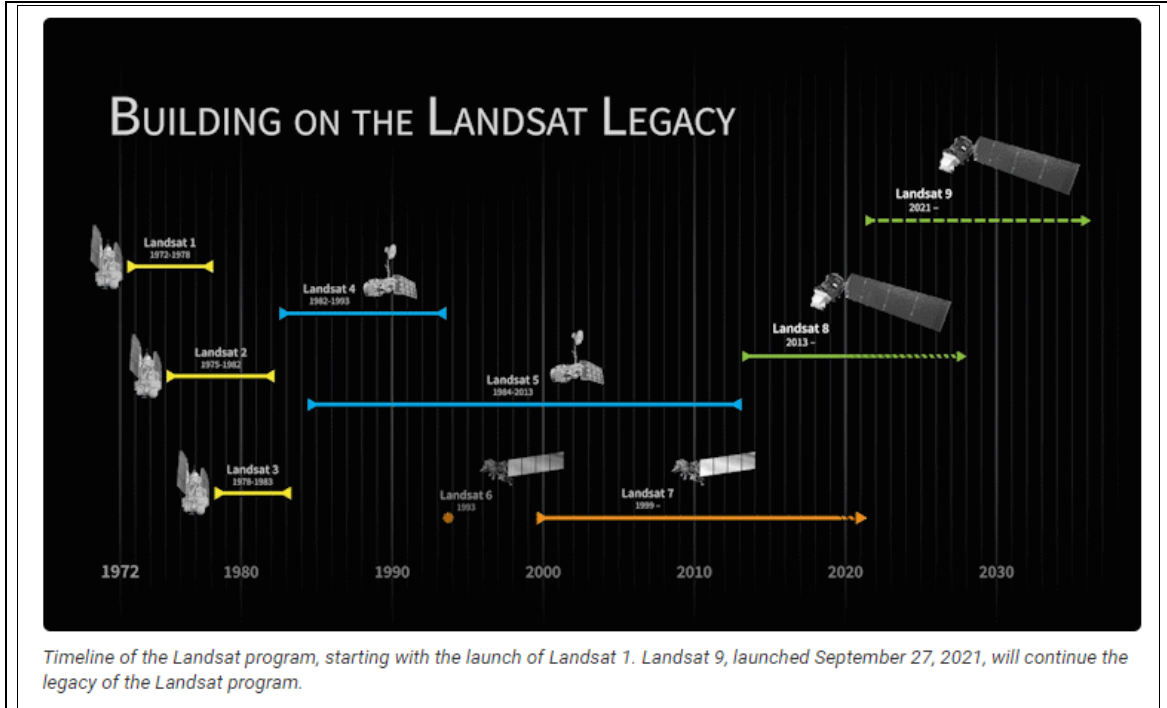 BUILDING ON THE LANDSAT LEGACY
Landsat 9
2021 –
Landsat 1
1972-1978
Landsat 4
1982-1993
Landsat 8
2013 –
Landsat 2
1975-1982
Landsat 5
1984-2013
Landsat 3
1978-1983
Landsat 6
1993
Landsat 7
1999 –
1972
1980
1990
2000
2010
2020
2030
Timeline of the Landsat program, starting with the launch of Landsat 1. Landsat 9, launched September 27, 2021, will continue the
legacy of the Landsat program.